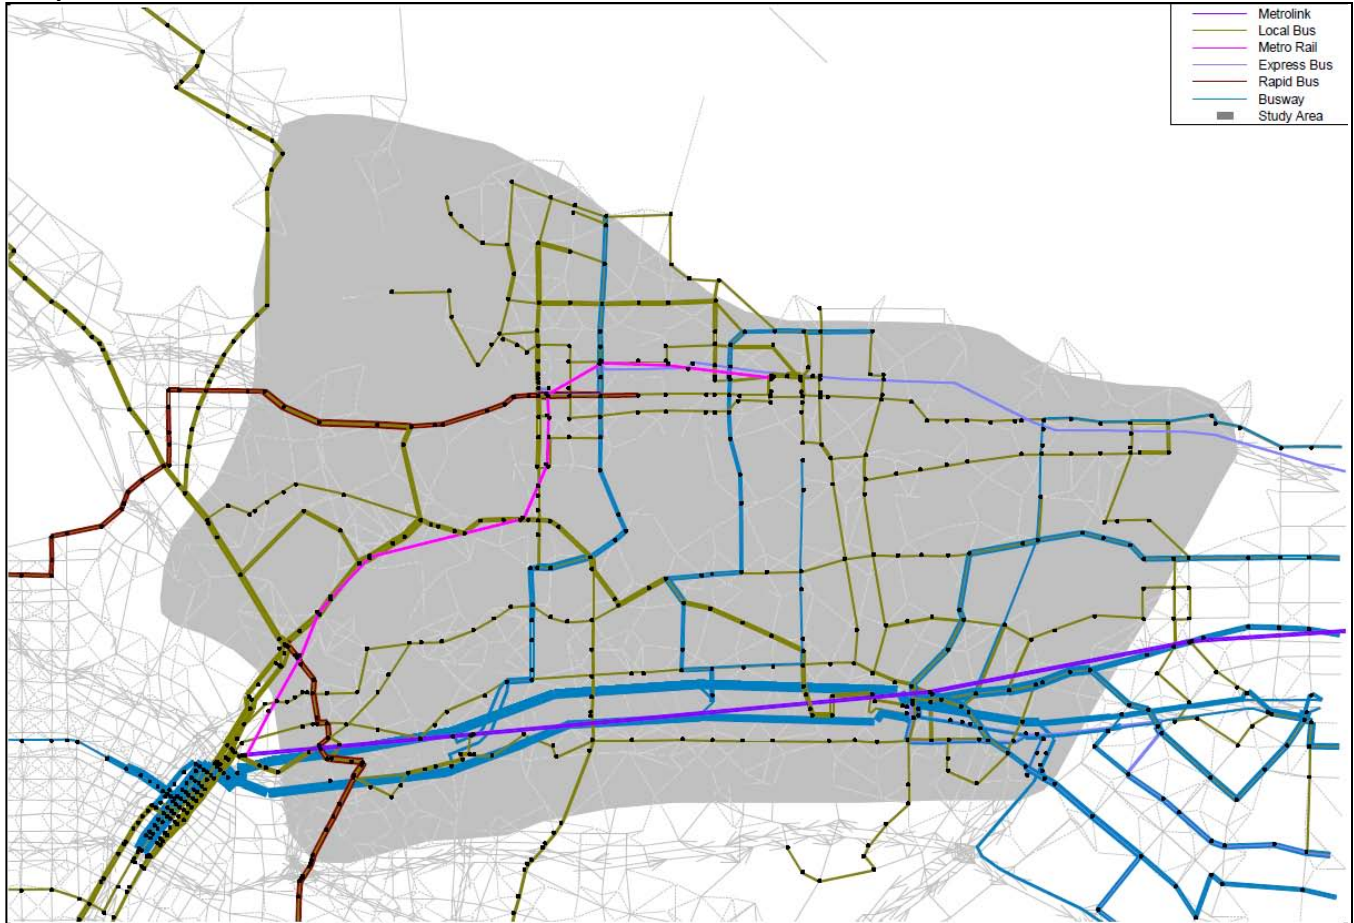 Metrolink
Local Bus
Metro Rail
Express Bus
Rapid Bus
Busway
Study Area